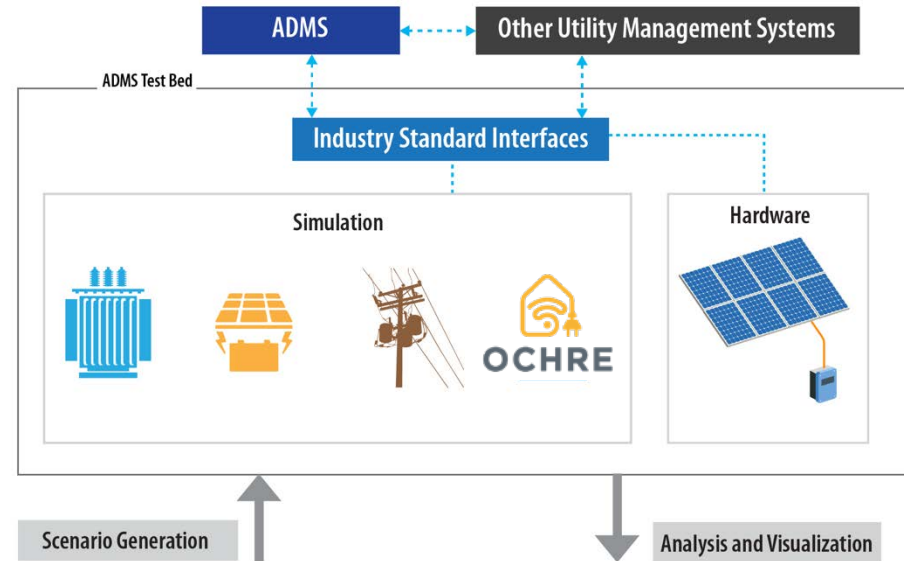 ADMS
Other Utility Management Systems
ADMS Test Bed
Industry Standard Interfaces
Simulation
Hardware
OCHRE
Scenario Generation
Analysis and Visualization